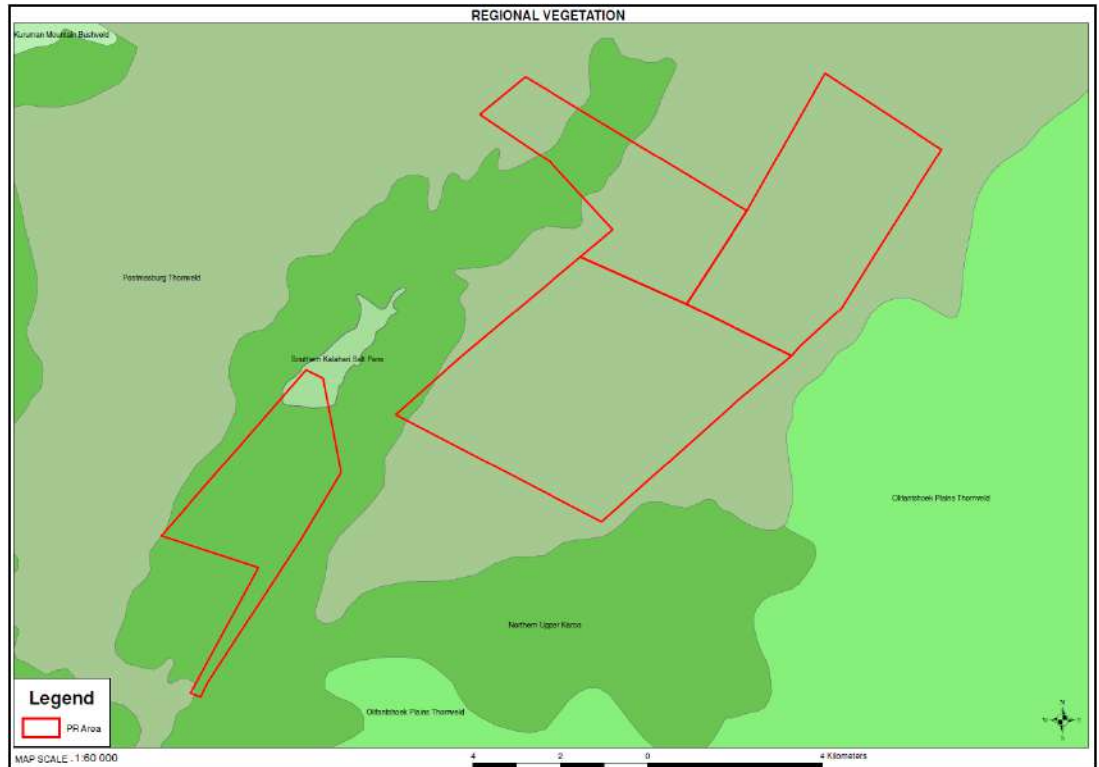 REGIONAL VEGETATION
Kuruman Mountain Bushveld
Postmasburg Thornveld
Southern Kalahari Salt Pans
Olifantshoek Plains Thornveld
Northern Upper Karoo
Olifantshoek Plains Thornveld
Legend
PR Area
MAP SCALE - 1:60 000
4 2 0 4 Kilometers